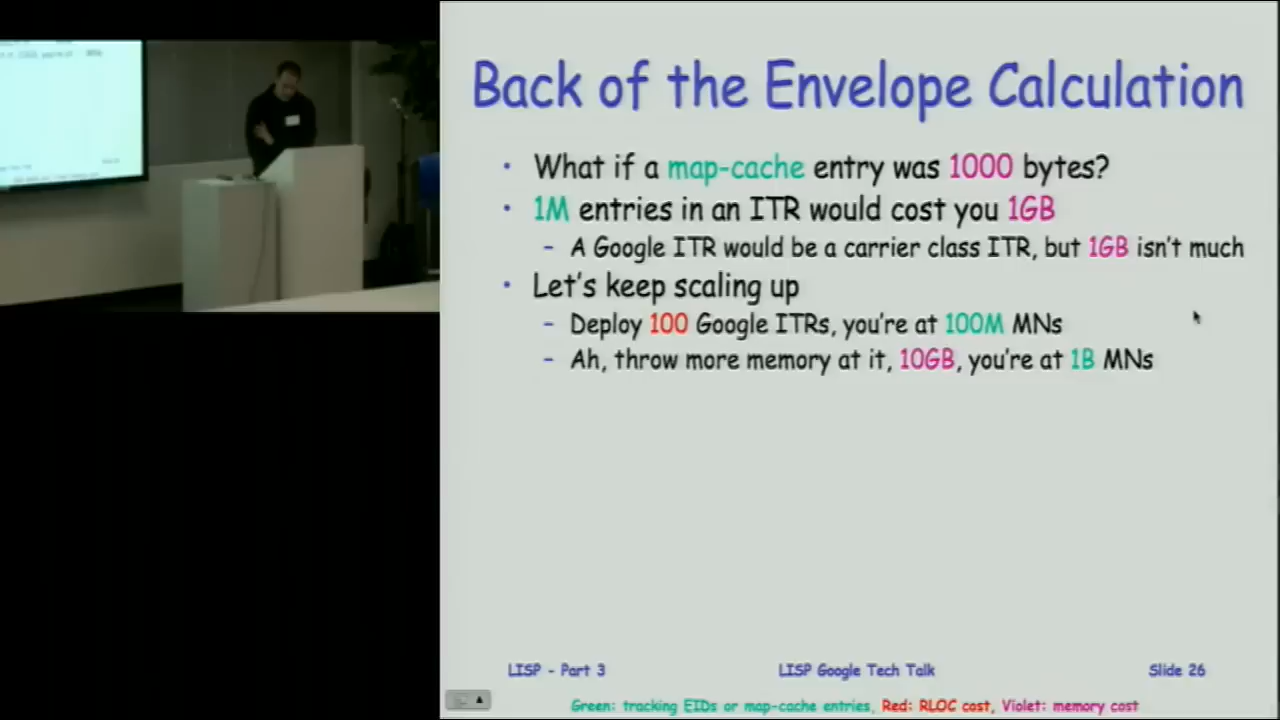 Back of the Envelope Calculation
• What if a map-cache entry was 1000 bytes?
• 1M entries in an ITR would cost you 1GB
– A Google ITR would be a carrier class ITR, but 1GB isn't much
• Let's keep scaling up
– Deploy 100 Google ITRs, you're at 100M MNs
– Ah, throw more memory at it, 10GB, you're at 1B MNs
LISP - Part 3 LISP Google Tech Talk Slide 26
Green: tracking EIDs or map-cache entries, Red: RLOC cost, Violet: memory cost